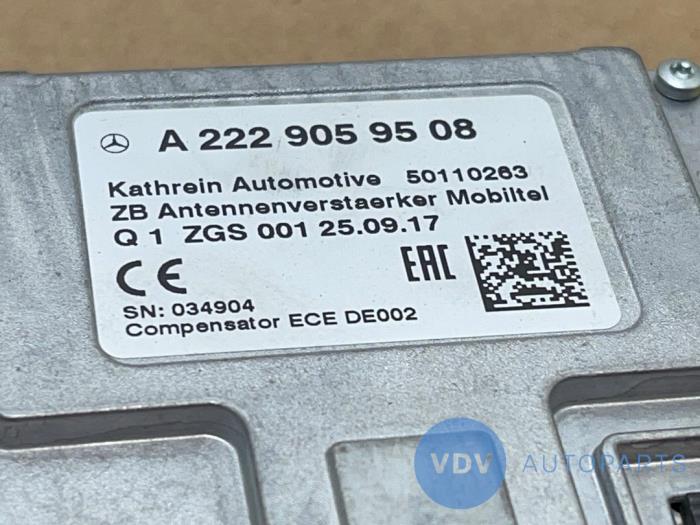 A 222 905 95 08
Kathrein Automotive 50110263
ZB Antennenverstaerker Mobiltel
Q 1 ZGS 001 25.09.17
CE
EAC
SN: 034904
Compensator ECE DE002
VDV AUTOPARTS